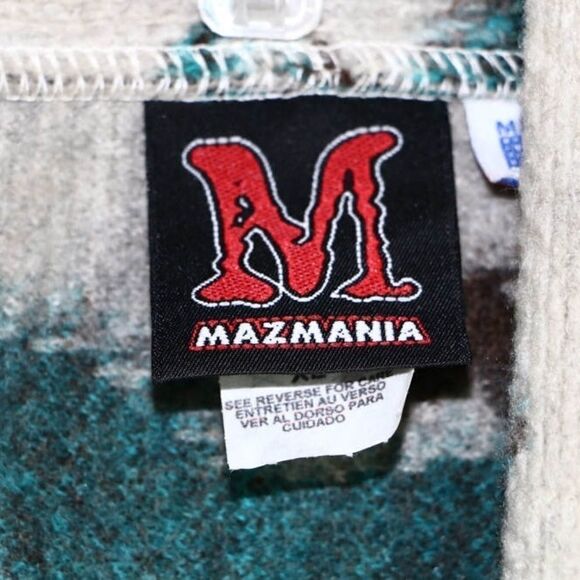 M
MAZMANIA
XL
SEE REVERSE FOR CARE
ENTRETIEN AU VERSO
VER AL DORSO PARA
CUIDADO